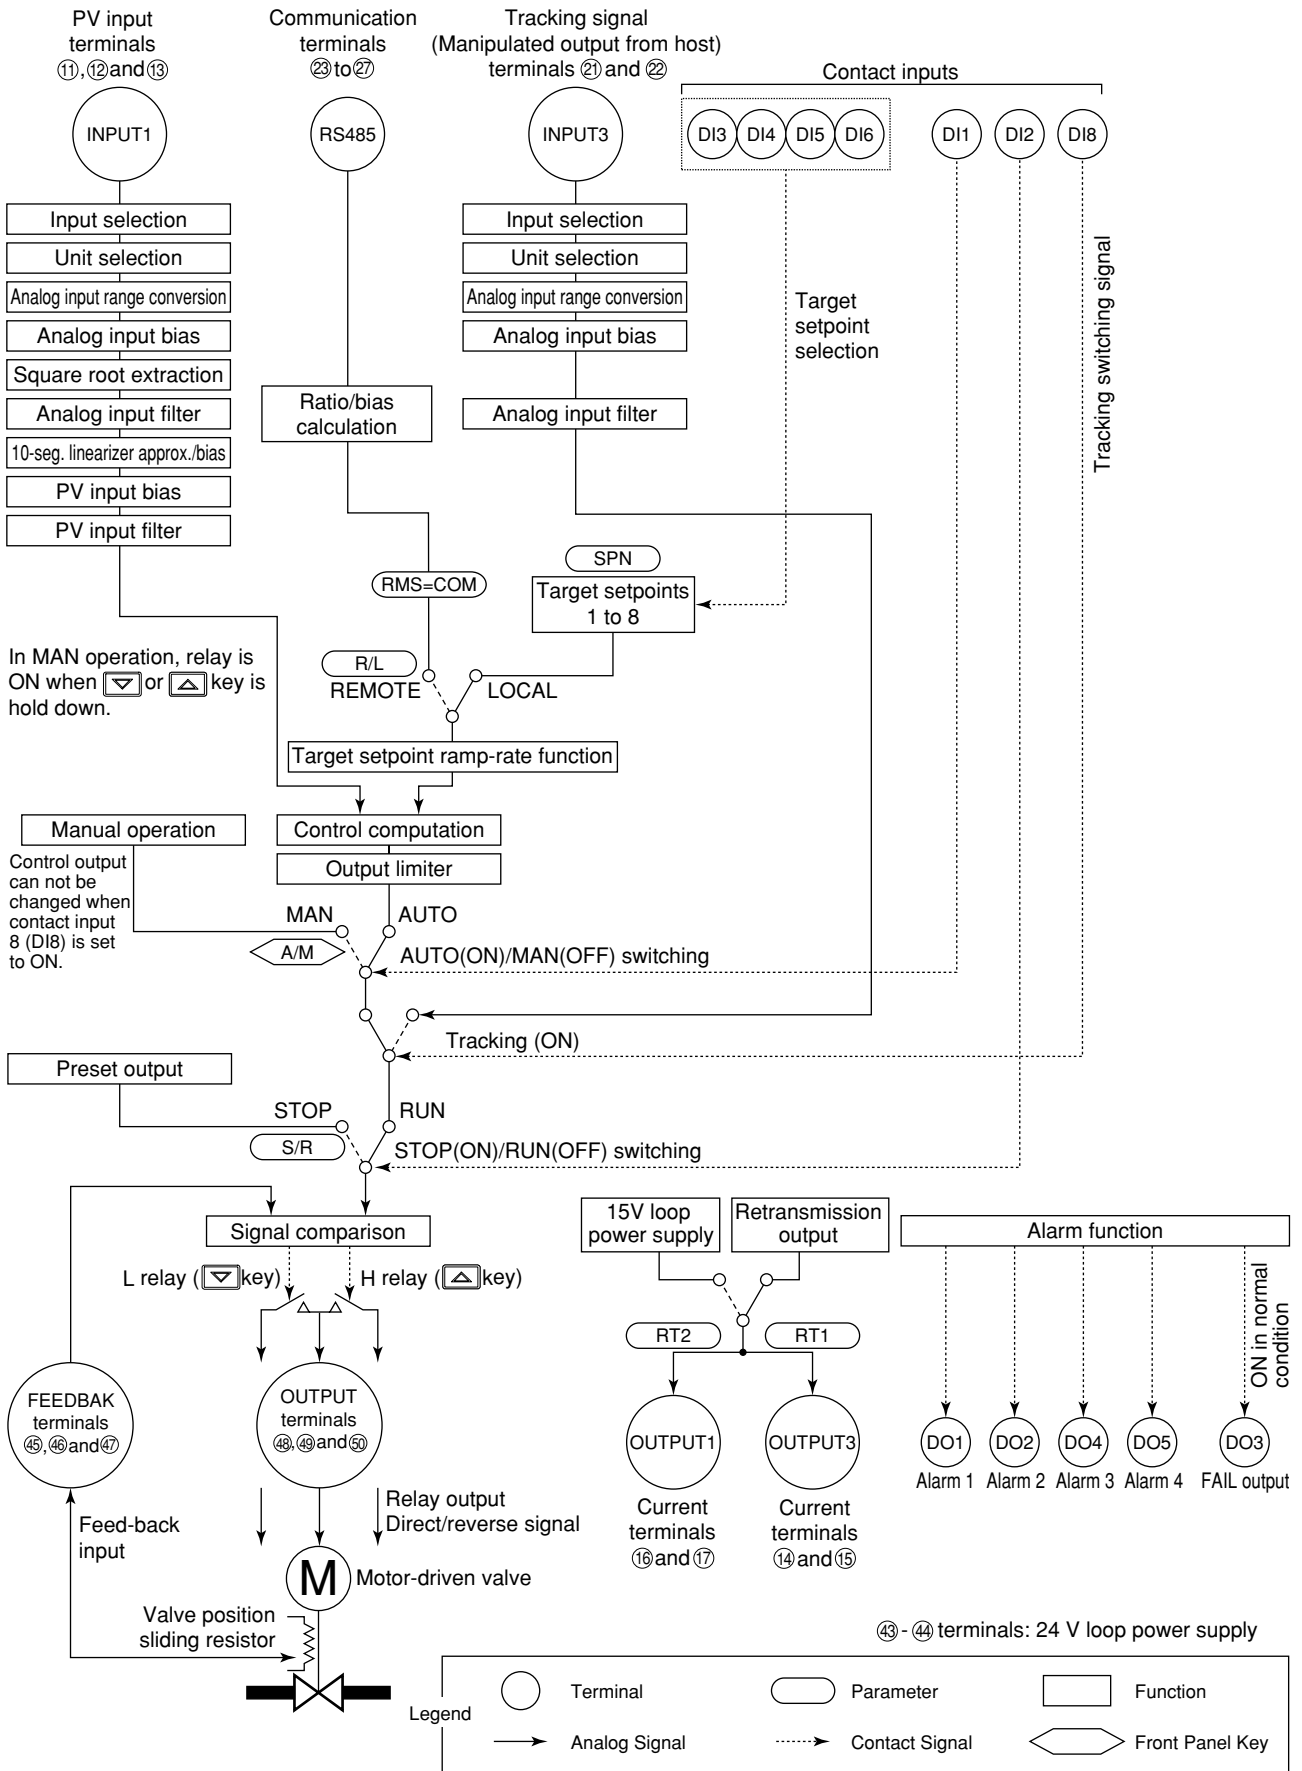 PV input
terminals
⑪,⑫and⑬
Communication
terminals
㉓to㉗
Tracking signal
(Manipulated output from host)
terminals ㉑ and ㉒
Contact inputs
INPUT1
RS485
INPUT3
DI3
DI4
DI5
DI6
DI1
DI2
DI8
Input selection
Unit selection
Analog input range conversion
Analog input bias
Square root extraction
Analog input filter
10-seg. linearizer approx./bias
PV input bias
PV input filter
Ratio/bias
calculation
Input selection
Unit selection
Analog input range conversion
Analog input bias
Analog input filter
Target
setpoint
selection
Tracking switching signal
SPN
Target setpoints
1 to 8
RMS=COM
R/L
REMOTE
LOCAL
In MAN operation, relay is
ON when ▽ or △ key is
hold down.
Target setpoint ramp-rate function
Manual operation
Control computation
Output limiter
Control output
can not be
changed when
contact input
8 (DI8) is set
to ON.
MAN
AUTO
A/M
AUTO(ON)/MAN(OFF) switching
Tracking (ON)
Preset output
STOP
RUN
S/R
STOP(ON)/RUN(OFF) switching
Signal comparison
L relay (▽key)
H relay (△key)
15V loop
power supply
Retransmission
output
Alarm function
RT2
RT1
ON in normal
condition
FEEDBAK
terminals
㊺,㊻and㊼
OUTPUT
terminals
㊽,㊾and㊿
OUTPUT1
OUTPUT3
DO1
DO2
DO4
DO5
DO3
Alarm 1
Alarm 2
Alarm 3
Alarm 4
FAIL output
Current
terminals
⑯and⑰
Current
terminals
⑭and⑮
Feed-back
input
Relay output
Direct/reverse signal
M
Motor-driven valve
Valve position
sliding resistor
㊸-㊹terminals: 24 V loop power supply
Legend
Terminal
Parameter
Function
Analog Signal
Contact Signal
Front Panel Key